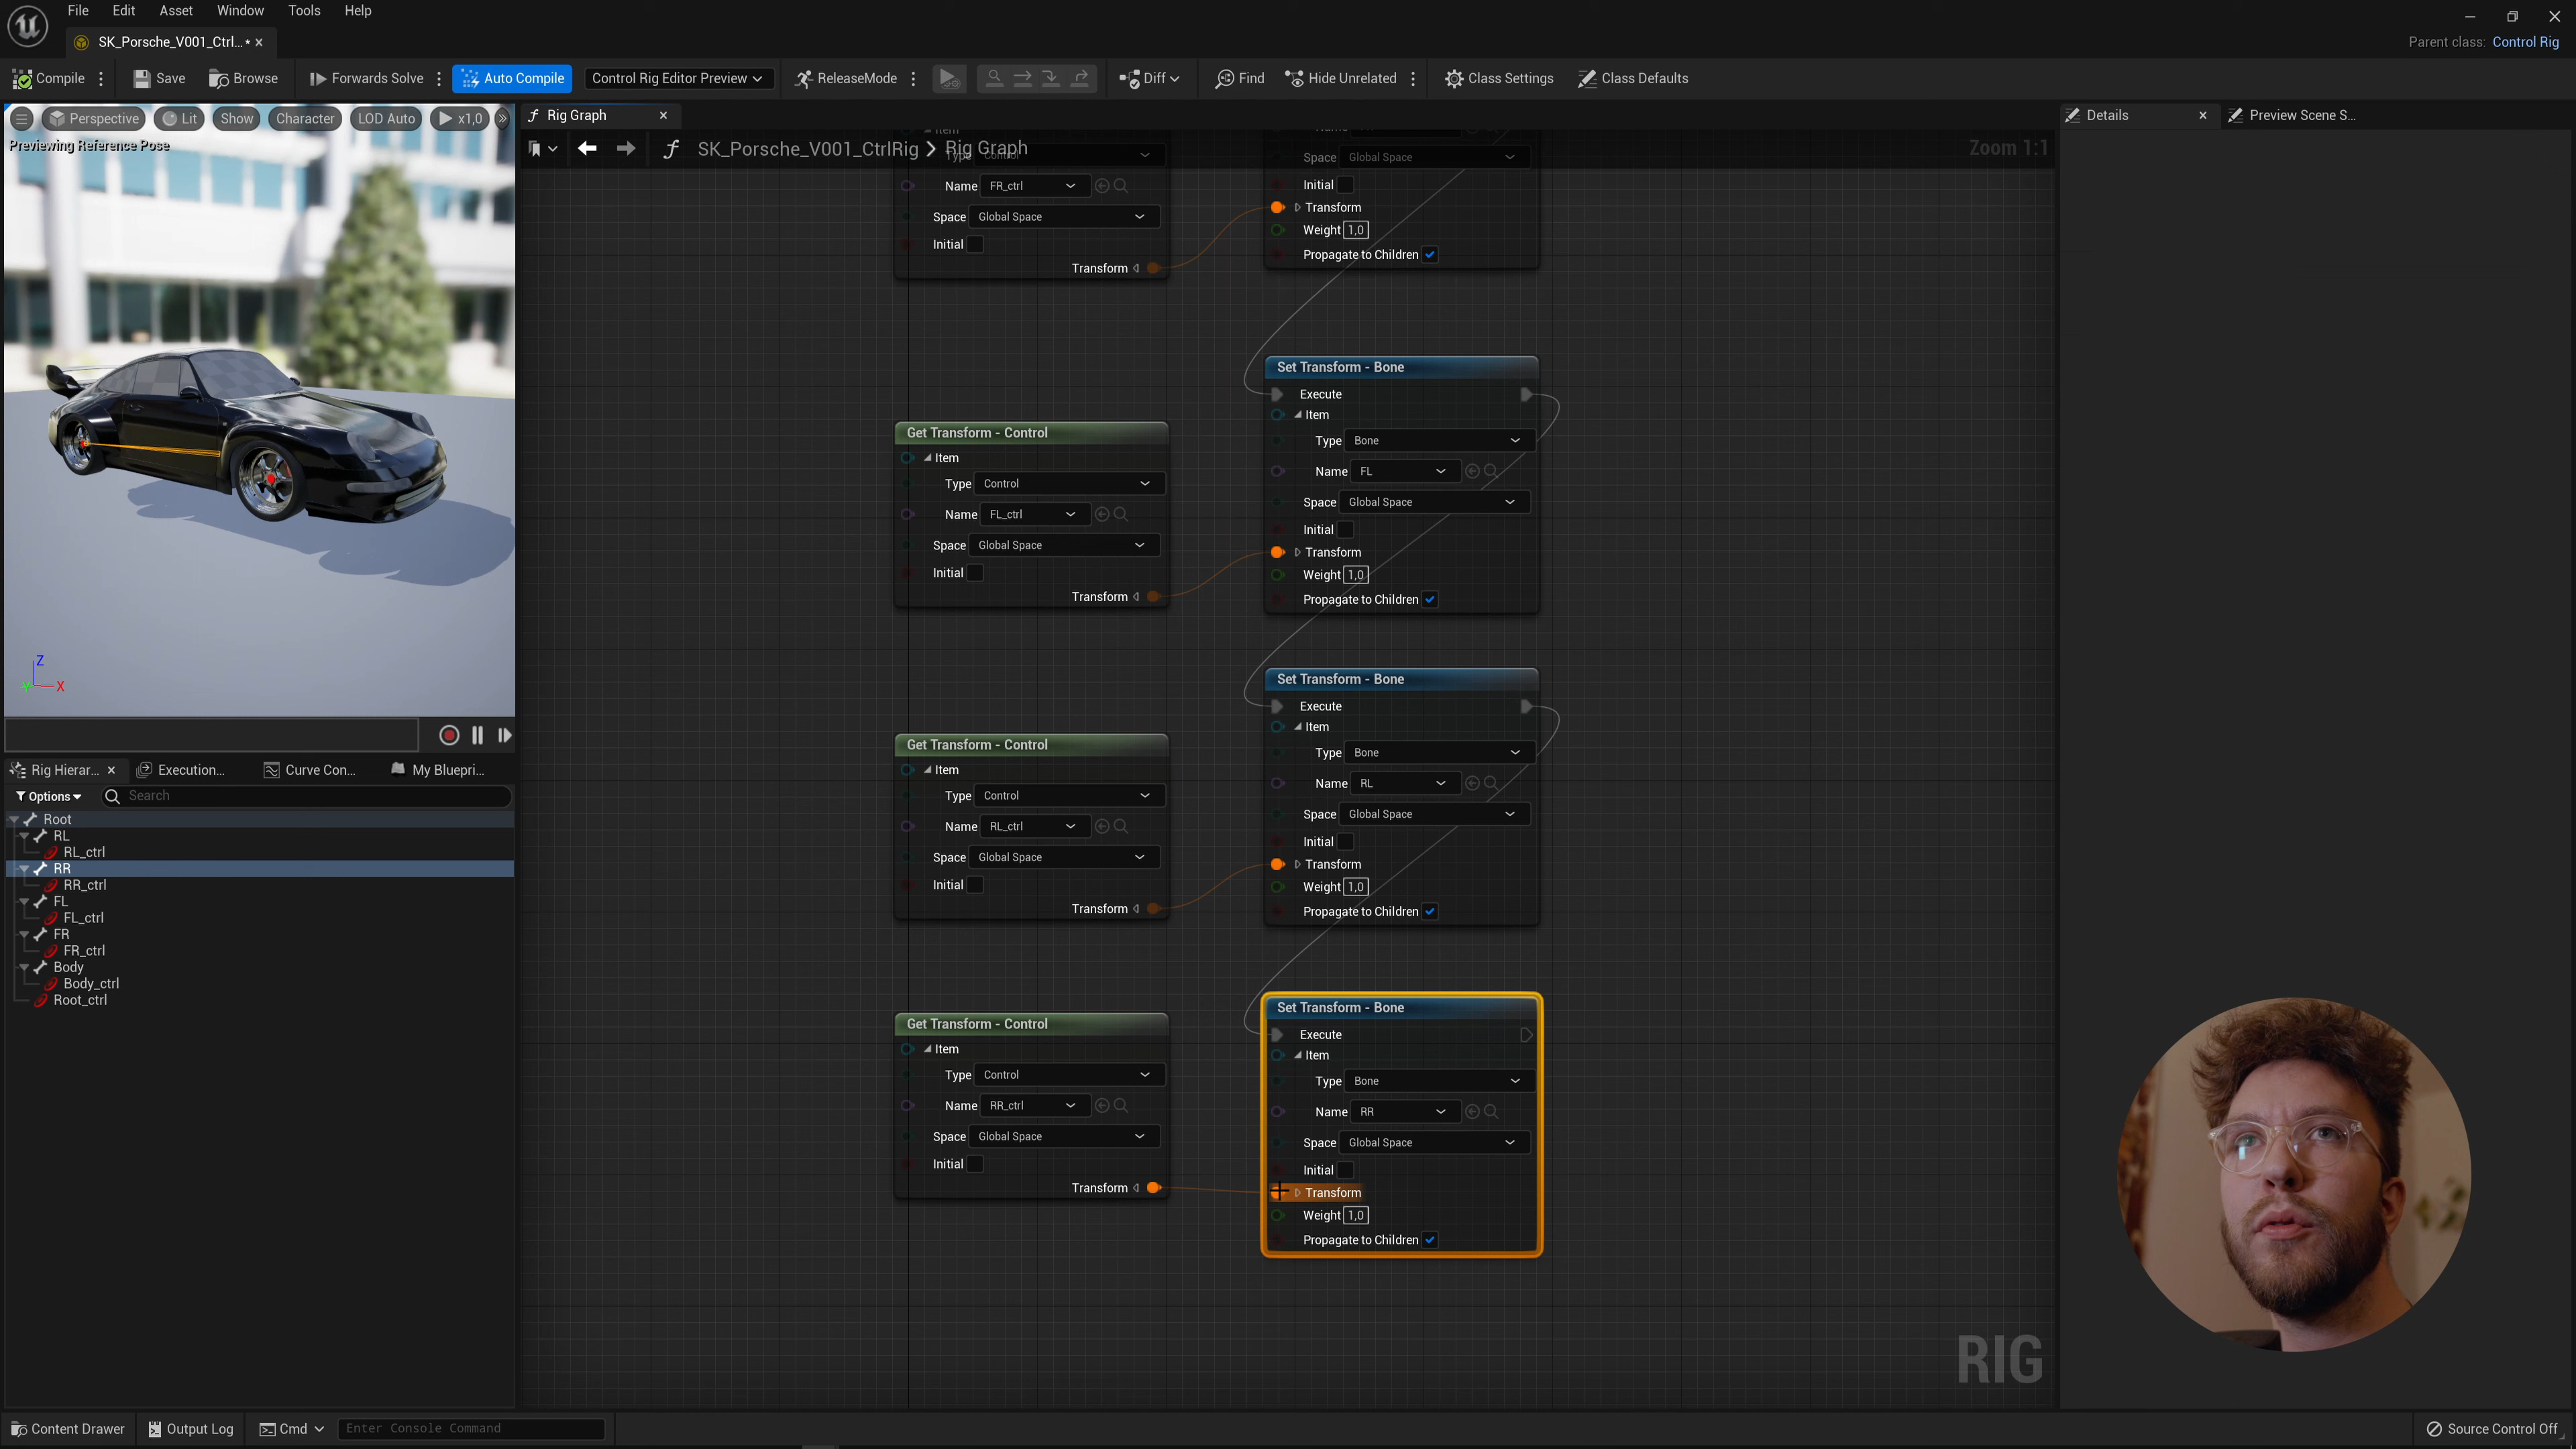 File Edit Asset Window Tools Help
SK_Porsche_V001_Ctrl...*
Parent class: Control Rig
Compile Save Browse Forwards Solve Auto Compile Control Rig Editor Preview ReleaseMode Diff Find Hide Unrelated Class Settings Class Defaults
Perspective Lit Show Character LOD Auto x1,0
Previewing Reference Pose
Z
Y X
Rig Hierar... Execution... Curve Con... My Bluepri...
Options Search
Root
RL
RL_ctrl
RR
RR_ctrl
FL
FL_ctrl
FR
FR_ctrl
Body
Body_ctrl
Root_ctrl
Rig Graph
SK_Porsche_V001_CtrlRig > Rig Graph
Zoom 1:1
Item
Type Control
Name FR_ctrl
Space Global Space
Initial
Transform
Space Global Space
Initial
Transform
Weight 1,0
Propagate to Children
Get Transform - Control
Item
Type Control
Name FL_ctrl
Space Global Space
Initial
Transform
Set Transform - Bone
Execute
Item
Type Bone
Name FL
Space Global Space
Initial
Transform
Weight 1,0
Propagate to Children
Get Transform - Control
Item
Type Control
Name RL_ctrl
Space Global Space
Initial
Transform
Set Transform - Bone
Execute
Item
Type Bone
Name RL
Space Global Space
Initial
Transform
Weight 1,0
Propagate to Children
Get Transform - Control
Item
Type Control
Name RR_ctrl
Space Global Space
Initial
Transform
Set Transform - Bone
Execute
Item
Type Bone
Name RR
Space Global Space
Initial
Transform
Weight 1,0
Propagate to Children
RIG
Details Preview Scene S...
Content Drawer Output Log Cmd Enter Console Command
Source Control Off